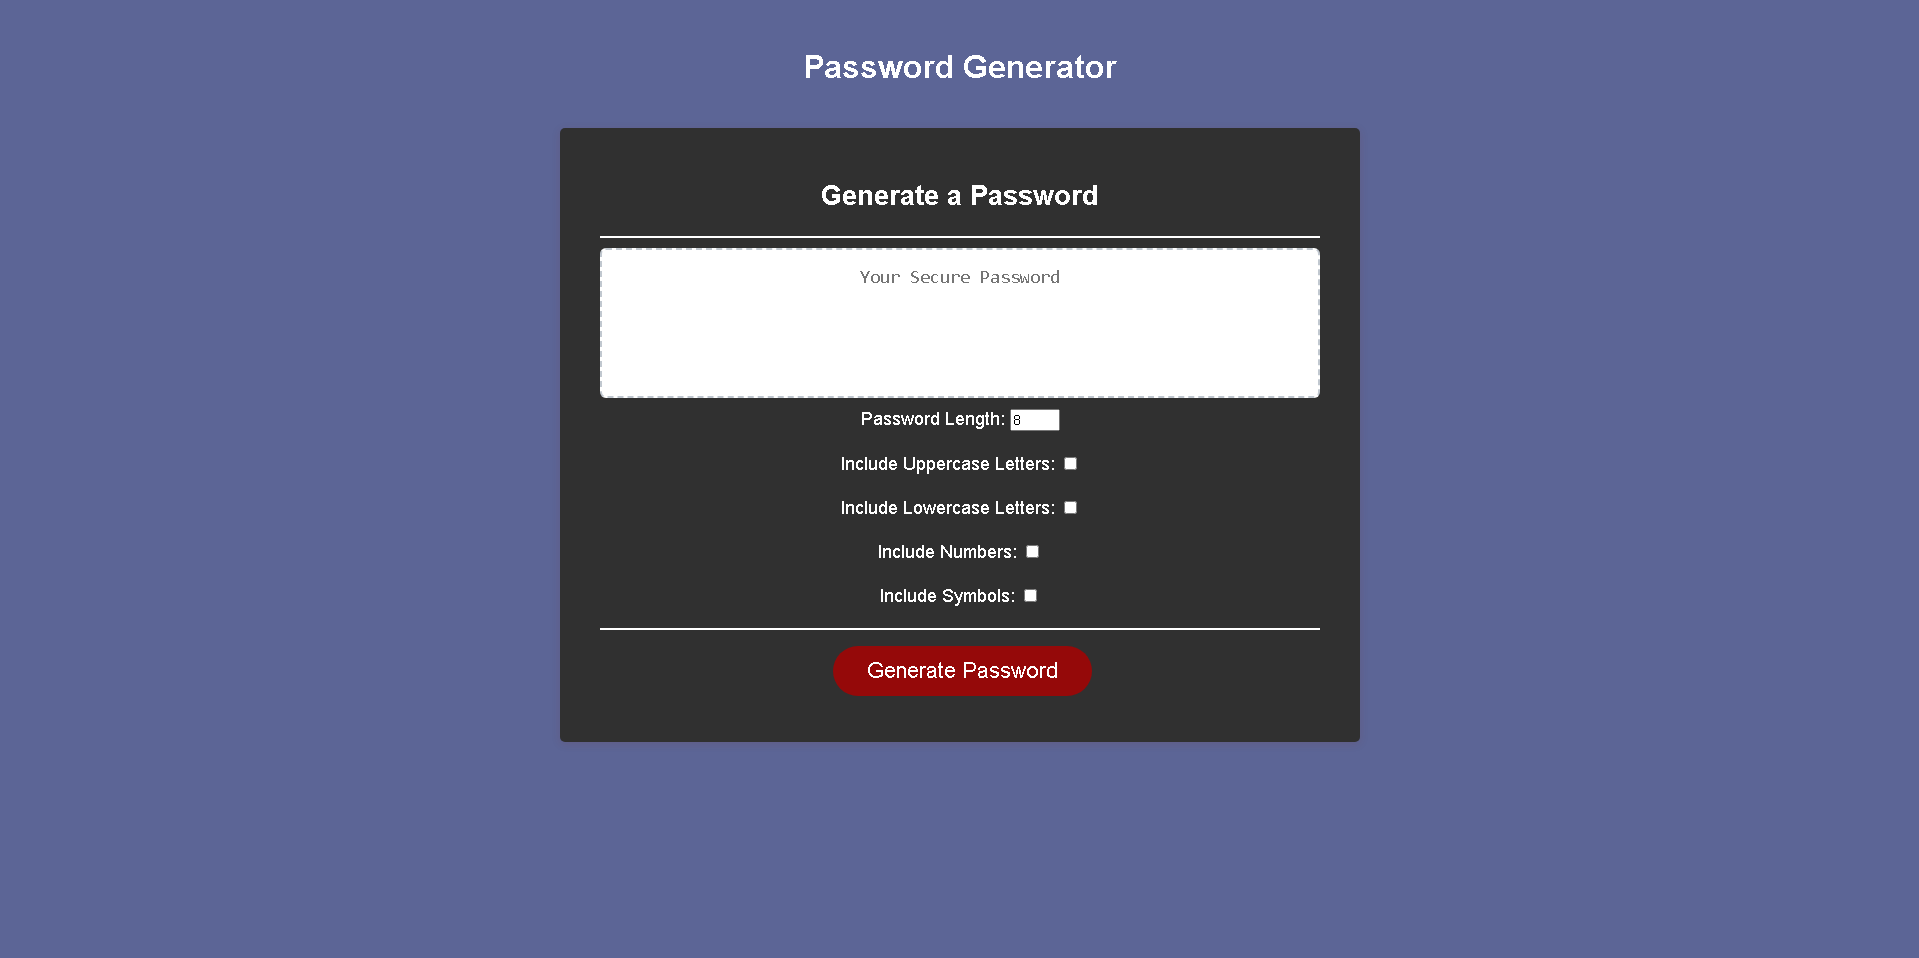 Password Generator
Generate a Password
Your Secure Password
Password Length: 8
Include Uppercase Letters:
Include Lowercase Letters:
Include Numbers:
Include Symbols:
Generate Password